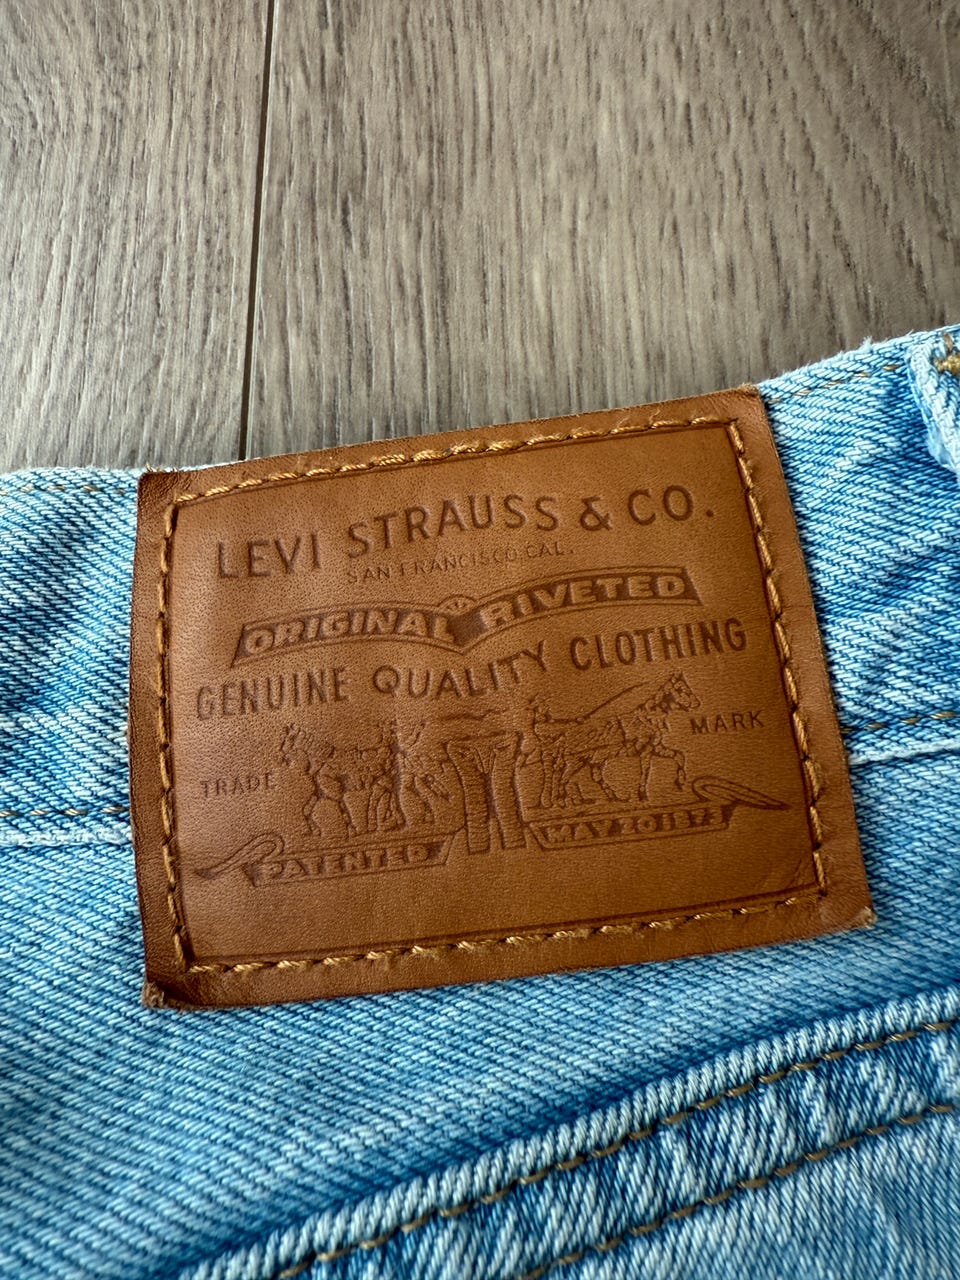 LEVI STRAUSS & CO.
SAN FRANCISCO CAL.
ORIGINAL RIVETED
GENUINE QUALITY CLOTHING
TRADE MARK
PATENTED MAY 20 1873